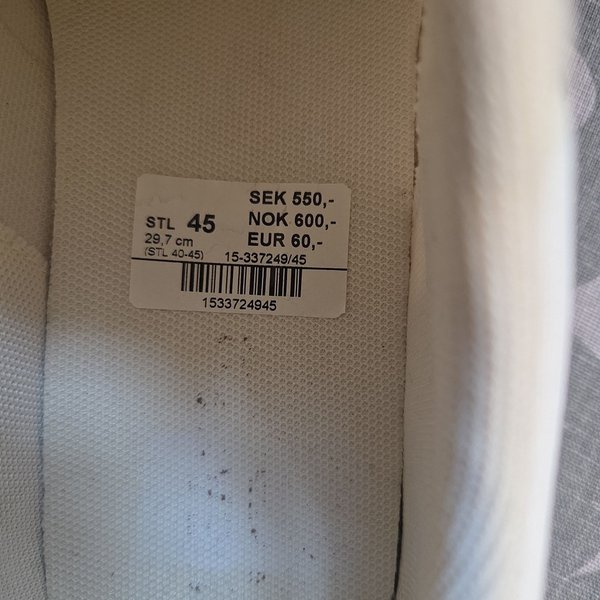 SEK 550,-
STL 45 NOK 600,-
29,7 cm EUR 60,-
(STL 40-45) 15-337249/45
1533724945